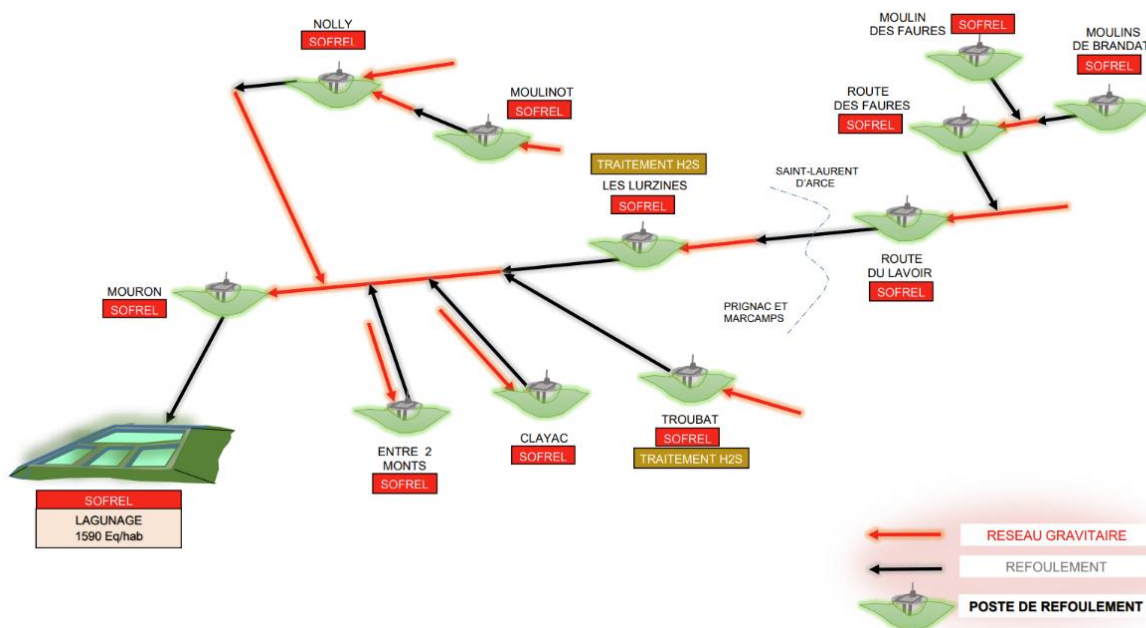 NOLLY
SOFREL
MOULINOT
SOFREL
MOULIN
DES FAURES
SOFREL
MOULINS
DE BRANDAT
SOFREL
ROUTE
DES FAURES
SOFREL
TRAITEMENT H2S
LES LURZINES
SOFREL
SAINT-LAURENT
D'ARCE
ROUTE
DU LAVOIR
SOFREL
PRIGNAC ET
MARCAMPS
MOURON
SOFREL
ENTRE 2
MONTS
SOFREL
CLAYAC
SOFREL
TROUBAT
SOFREL
TRAITEMENT H2S
SOFREL
LAGUNAGE
1590 Eq/hab
RESEAU GRAVITAIRE
REFOULEMENT
POSTE DE REFOULEMENT